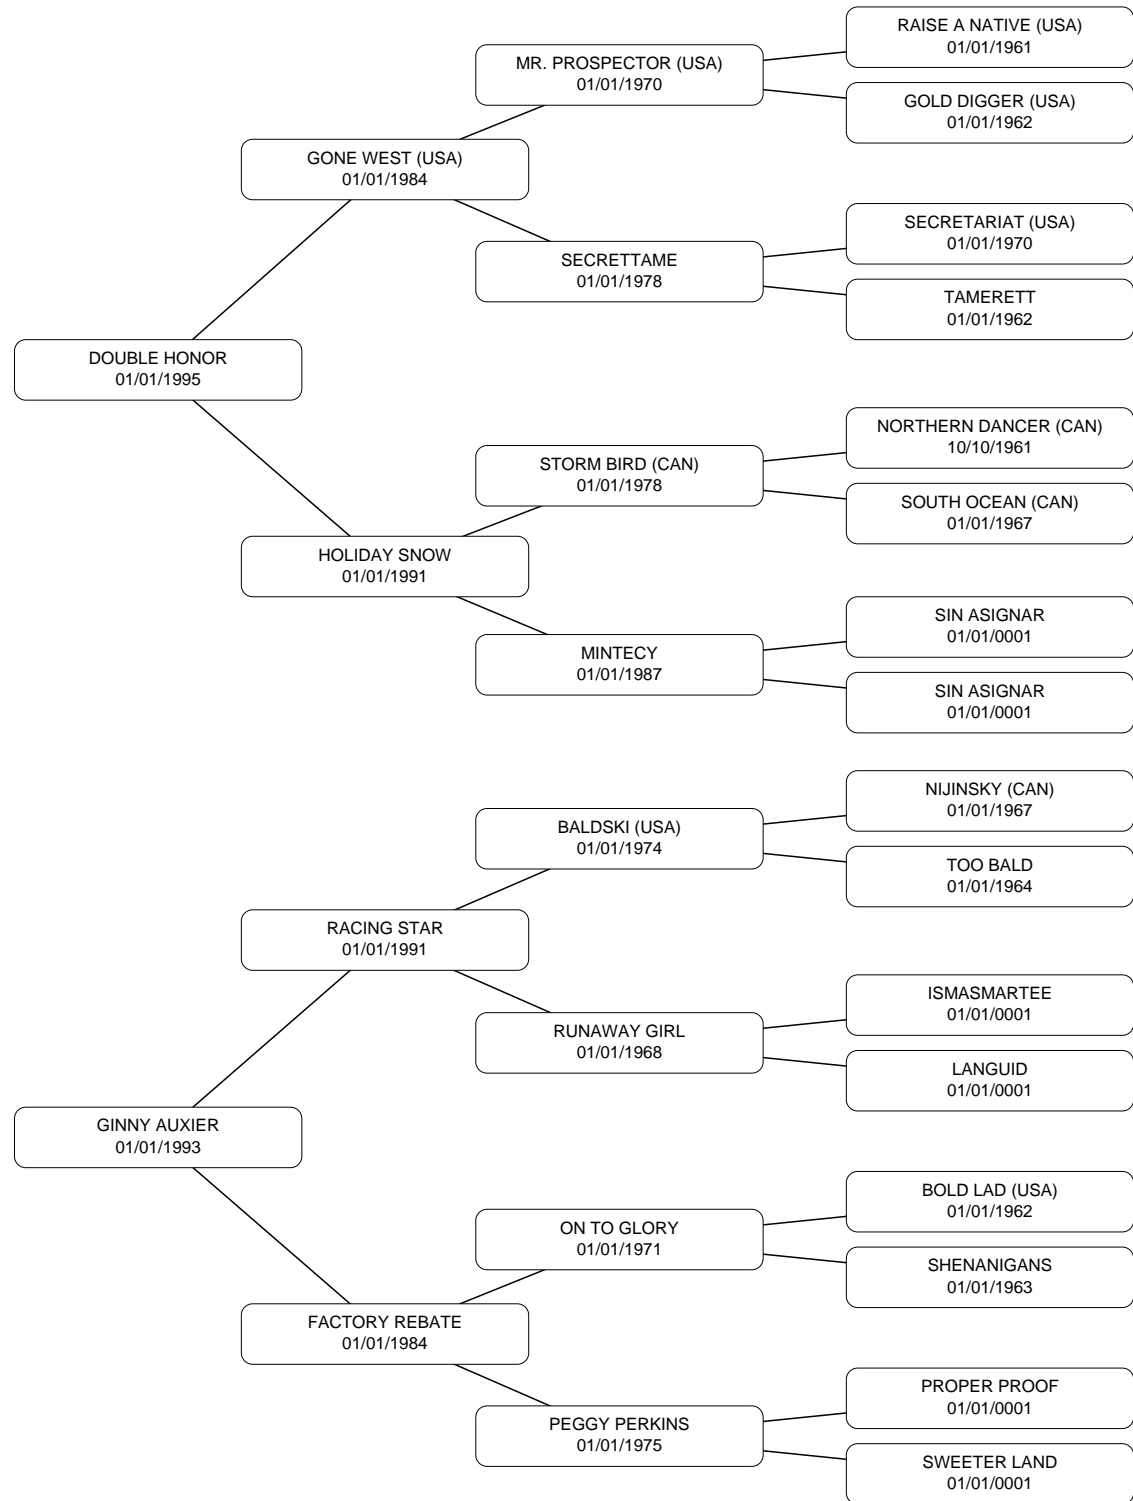 RAISE A NATIVE (USA)
01/01/1961
MR. PROSPECTOR (USA)
01/01/1970
GOLD DIGGER (USA)
01/01/1962
GONE WEST (USA)
01/01/1984
SECRETARIAT (USA)
01/01/1970
SECRETTAME
01/01/1978
TAMERETT
01/01/1962
DOUBLE HONOR
01/01/1995
NORTHERN DANCER (CAN)
10/10/1961
STORM BIRD (CAN)
01/01/1978
SOUTH OCEAN (CAN)
01/01/1967
HOLIDAY SNOW
01/01/1991
SIN ASIGNAR
01/01/0001
MINTECY
01/01/1987
SIN ASIGNAR
01/01/0001
NIJINSKY (CAN)
01/01/1967
BALDSKI (USA)
01/01/1974
TOO BALD
01/01/1964
RACING STAR
01/01/1991
ISMASMARTEE
01/01/0001
RUNAWAY GIRL
01/01/1968
LANGUID
01/01/0001
GINNY AUXIER
01/01/1993
BOLD LAD (USA)
01/01/1962
ON TO GLORY
01/01/1971
SHENANIGANS
01/01/1963
FACTORY REBATE
01/01/1984
PROPER PROOF
01/01/0001
PEGGY PERKINS
01/01/1975
SWEETER LAND
01/01/0001